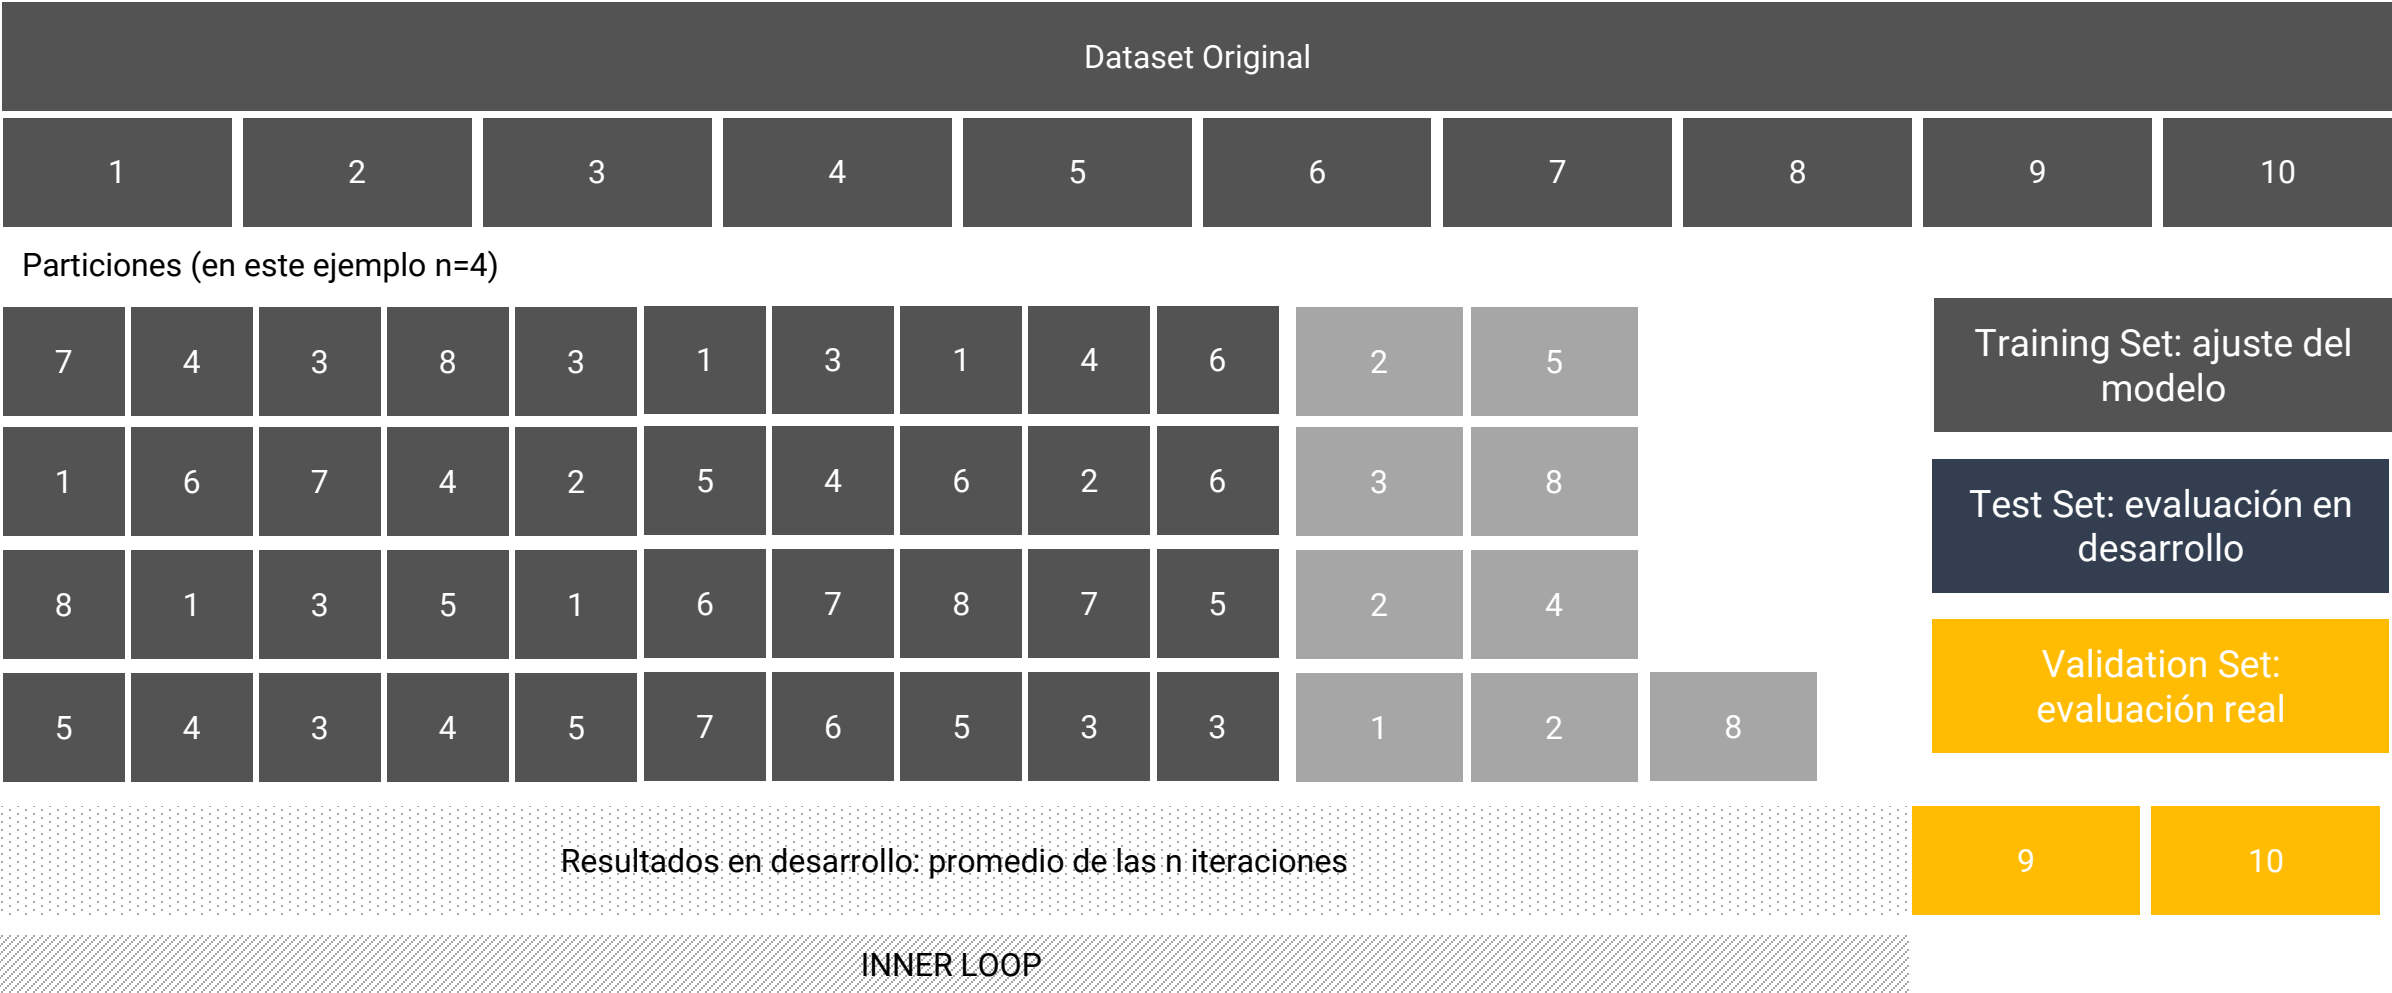 Dataset Original
1 2 3 4 5 6 7 8 9 10
Particiones (en este ejemplo n=4)
7 4 3 8 3 1 3 1 4 6 2 5
1 6 7 4 2 5 4 6 2 6 3 8
8 1 3 5 1 6 7 8 7 5 2 4
5 4 3 4 5 7 6 5 3 3 1 2 8
Training Set: ajuste del
modelo
Test Set: evaluación en
desarrollo
Validation Set:
evaluación real
Resultados en desarrollo: promedio de las n iteraciones
9 10
INNER LOOP